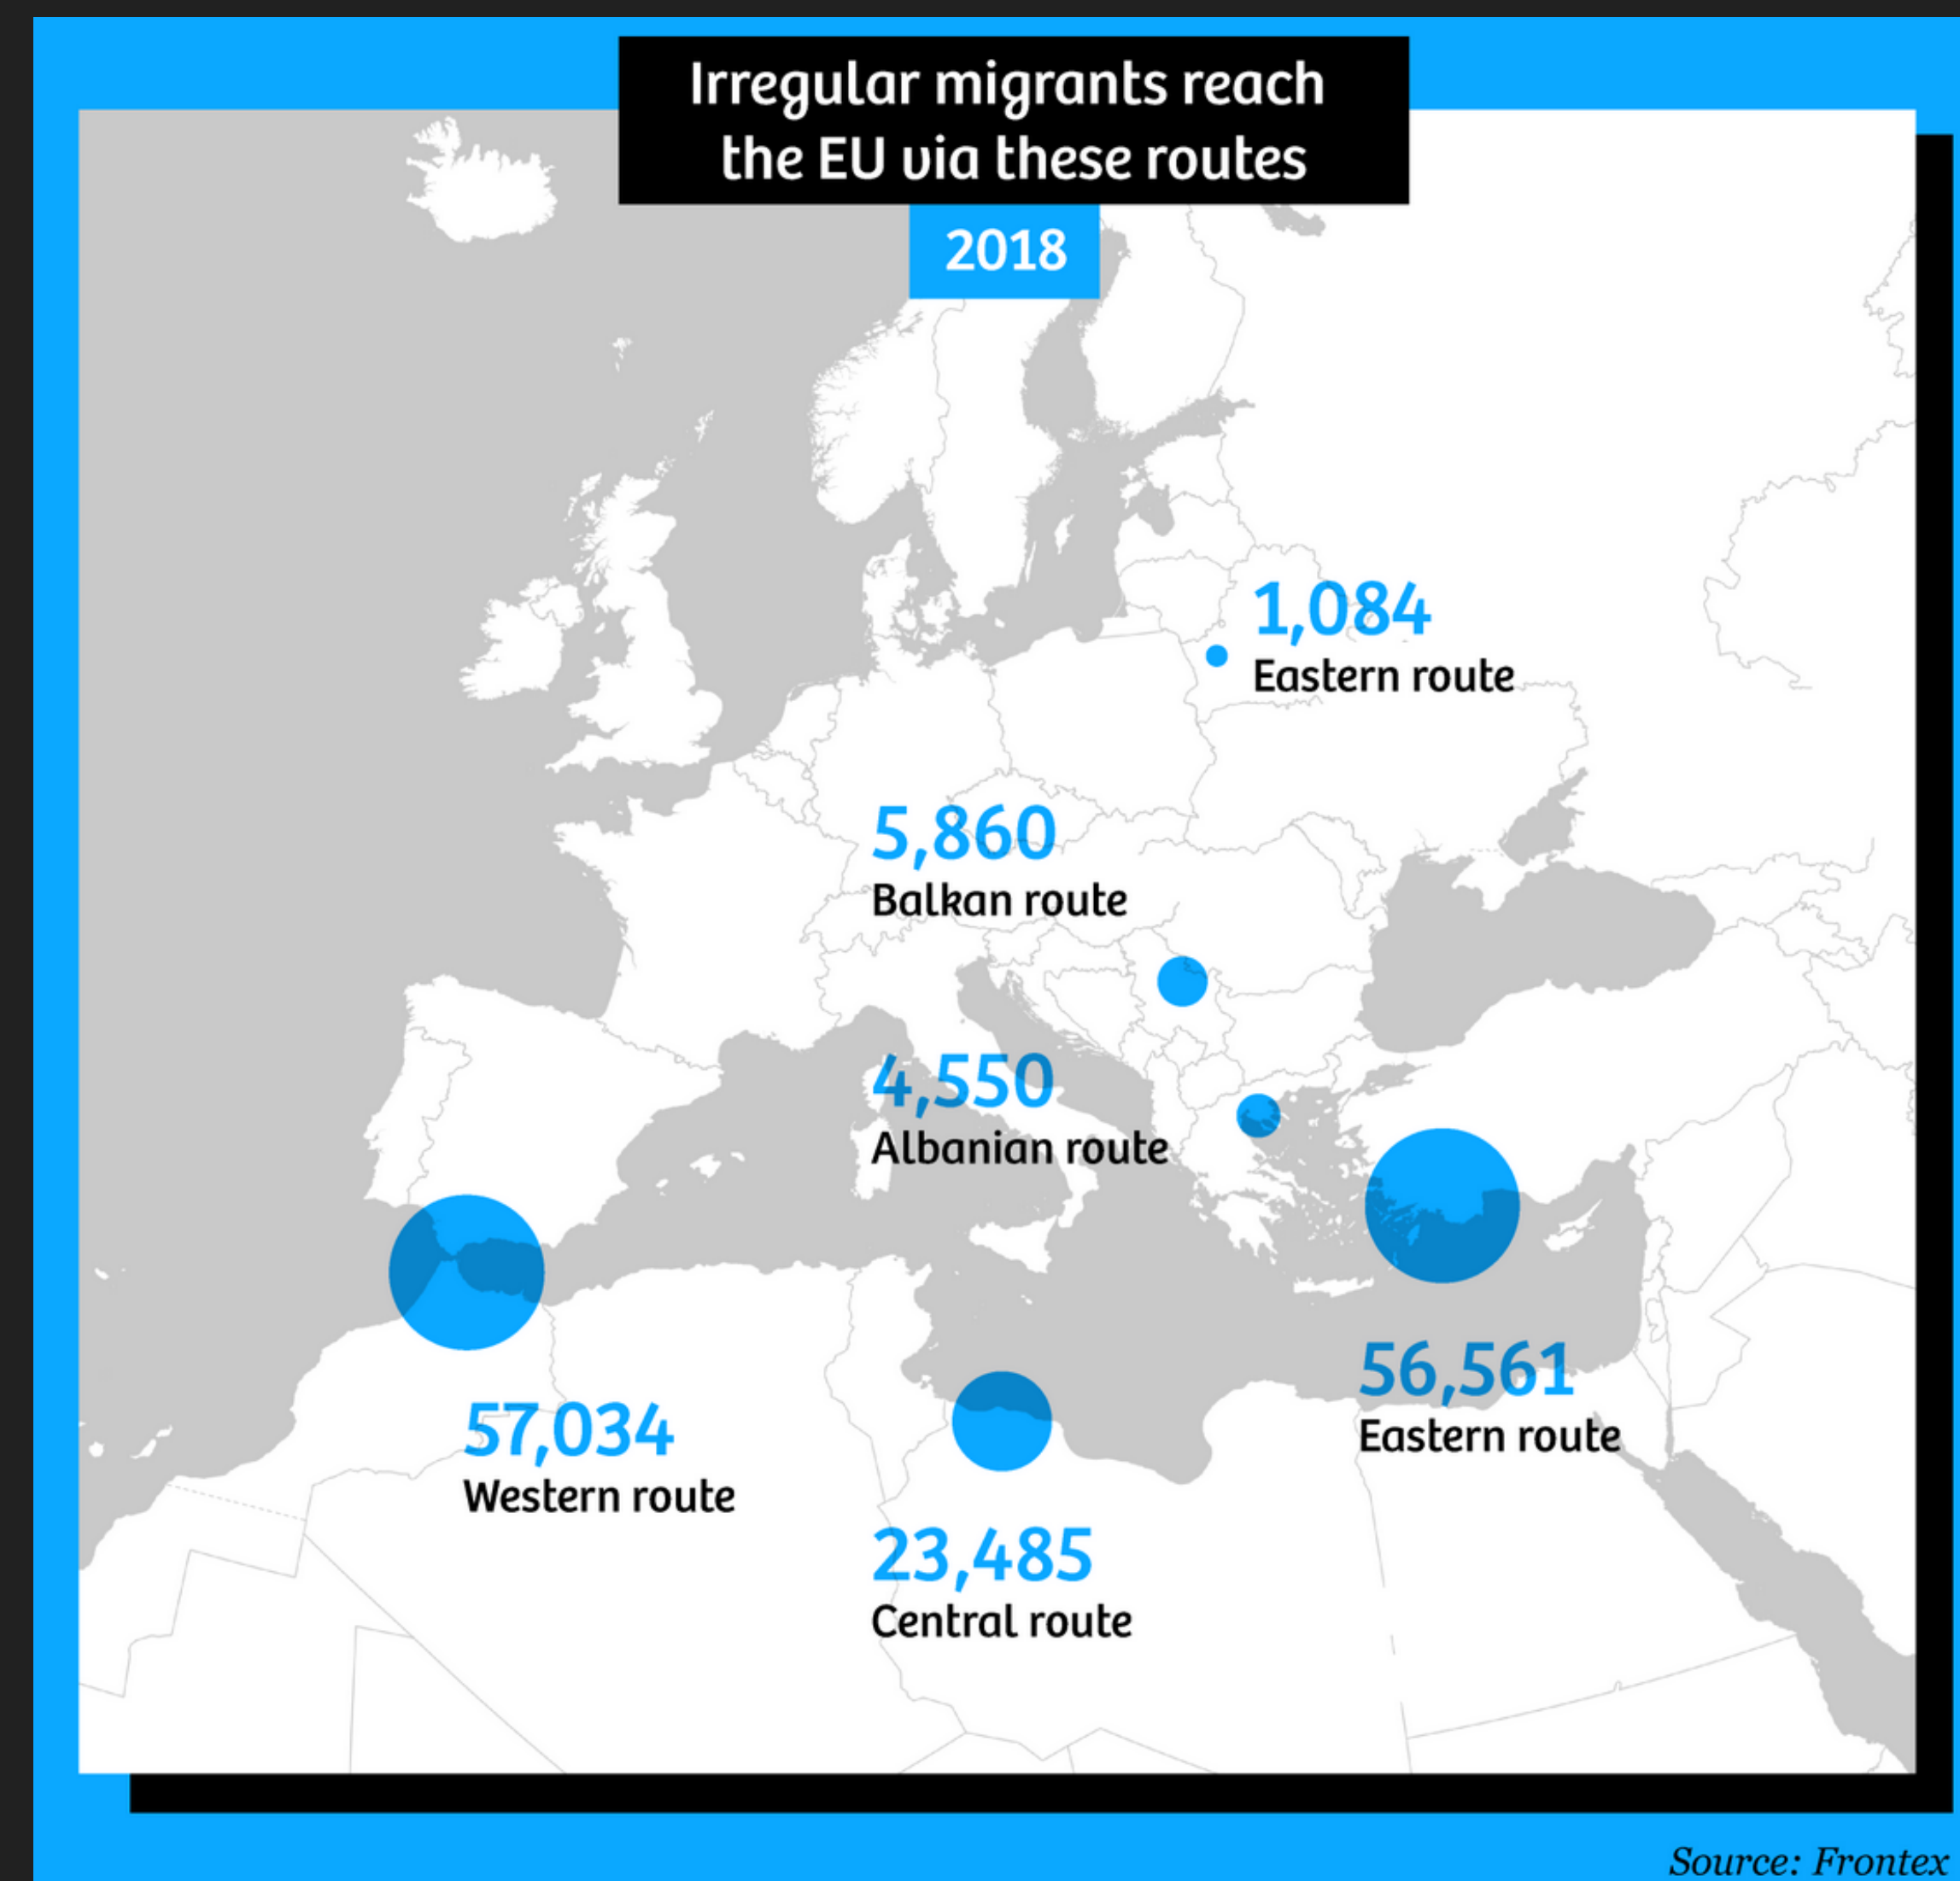 Irregular migrants reach
the EU via these routes
2018
1,084
Eastern route
5,860
Balkan route
4,550
Albanian route
56,561
Eastern route
57,034
Western route
23,485
Central route
Source: Frontex